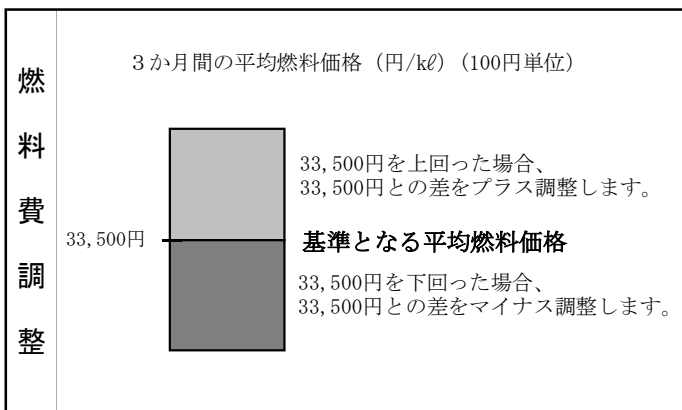 燃料費調整
３か月間の平均燃料価格（円/kℓ）（100円単位）
33,500円を上回った場合、
33,500円との差をプラス調整します。
33,500円
基準となる平均燃料価格
33,500円を下回った場合、
33,500円との差をマイナス調整します。